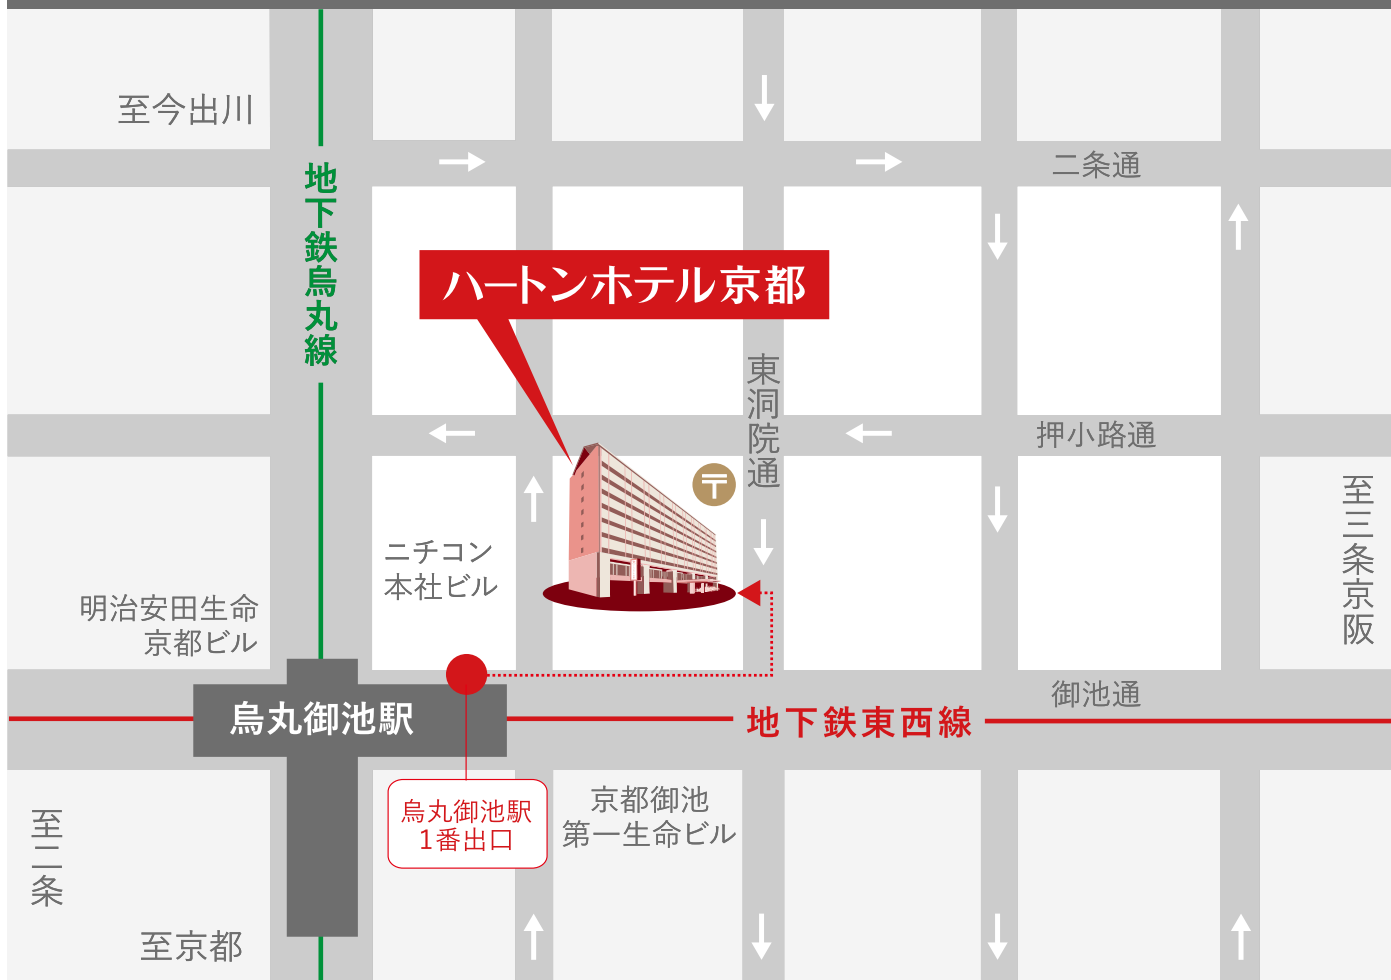 至今出川
地下鉄烏丸線
二条通
ハートンホテル京都
東洞院通
押小路通
〒
至三条京阪
ニチコン
本社ビル
明治安田生命
京都ビル
烏丸御池駅
御池通
地下鉄東西線
烏丸御池駅
1番出口
京都御池
第一生命ビル
至二条
至京都